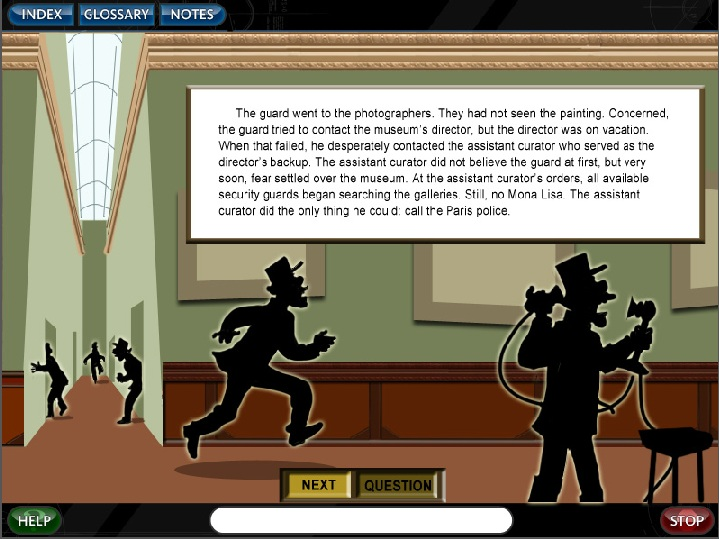 INDEX GLOSSARY NOTES
The guard went to the photographers. They had not seen the painting. Concerned,
the guard tried to contact the museum's director, but the director was on vacation.
When that failed, he desperately contacted the assistant curator who served as the
director's backup. The assistant curator did not believe the guard at first, but very
soon, fear settled over the museum. At the assistant curator's orders, all available
security guards began searching the galleries. Still, no Mona Lisa. The assistant
curator did the only thing he could: call the Paris police.
NEXT QUESTION
HELP STOP